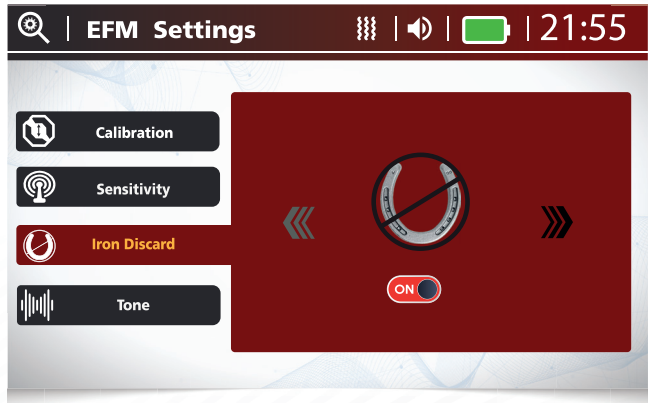 EFM Settings
21:55
Calibration
Sensitivity
Iron Discard
Tone
ON